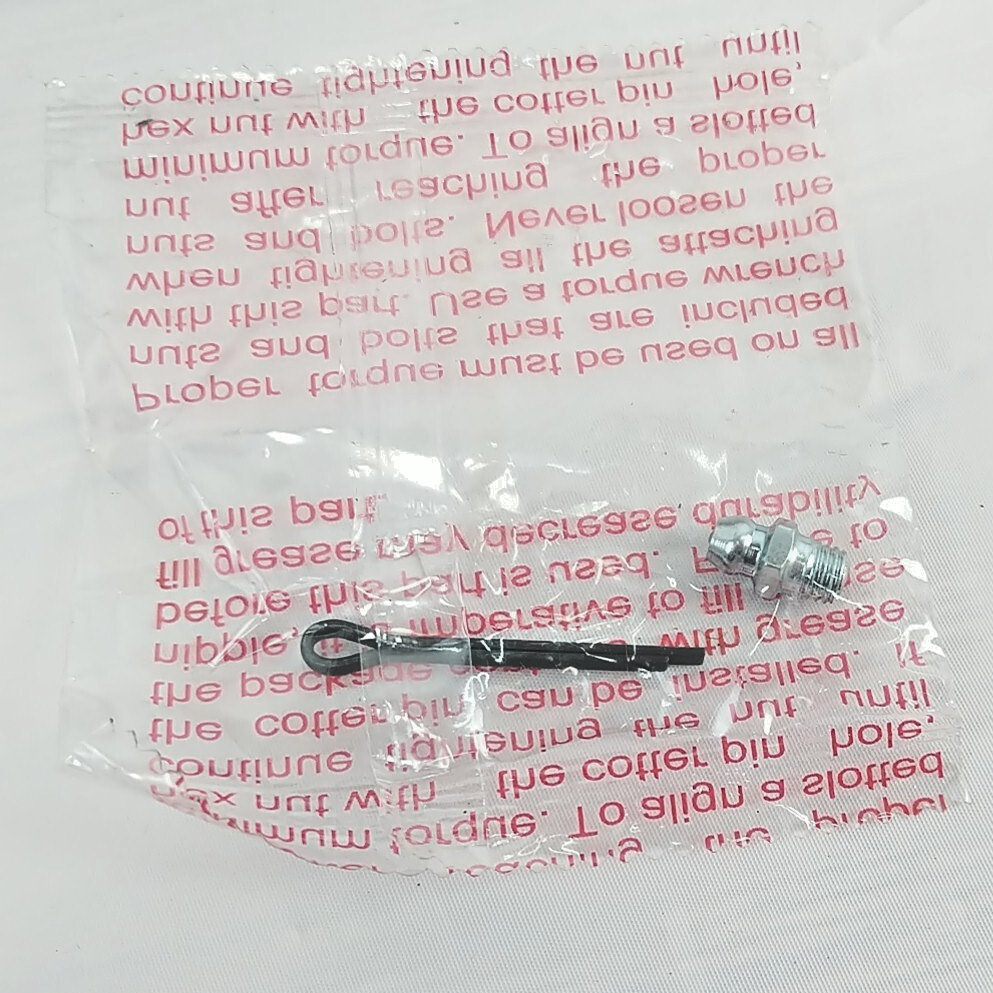 Proper torque must be used on all
nuts and bolts that are included
with this part. Use a torque wrench
when tightening all the attaching
nuts and bolts. Never loosen the
nut after reaching the proper
minimum torque. To align a slotted
hex nut with the cotter pin hole,
continue tightening the nut until
the proper
minimum torque. To align a slotted
hex nut with the cotter pin hole,
continue tightening the nut until
the cotter pin can be installed. If
the package with grease
nipple, imperative to fill
before this part is used. to
fill grease may decrease durability
of this part.